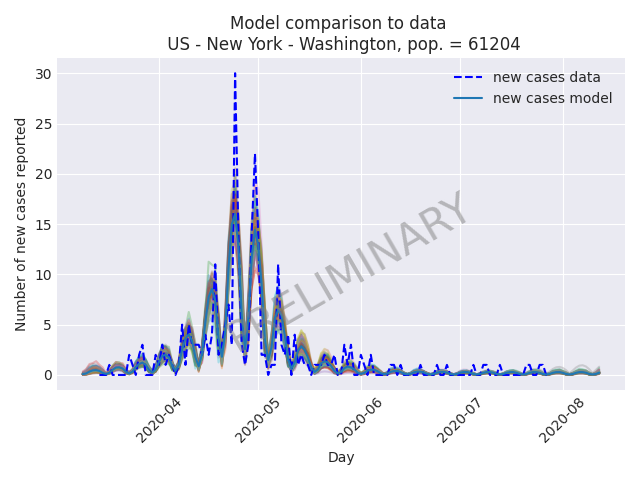 Model comparison to data
US - New York - Washington, pop. = 61204
30
25
20
15
10
5
0
Number of new cases reported
new cases data
new cases model
PRELIMINARY
2020-04
2020-05
2020-06
2020-07
2020-08
Day